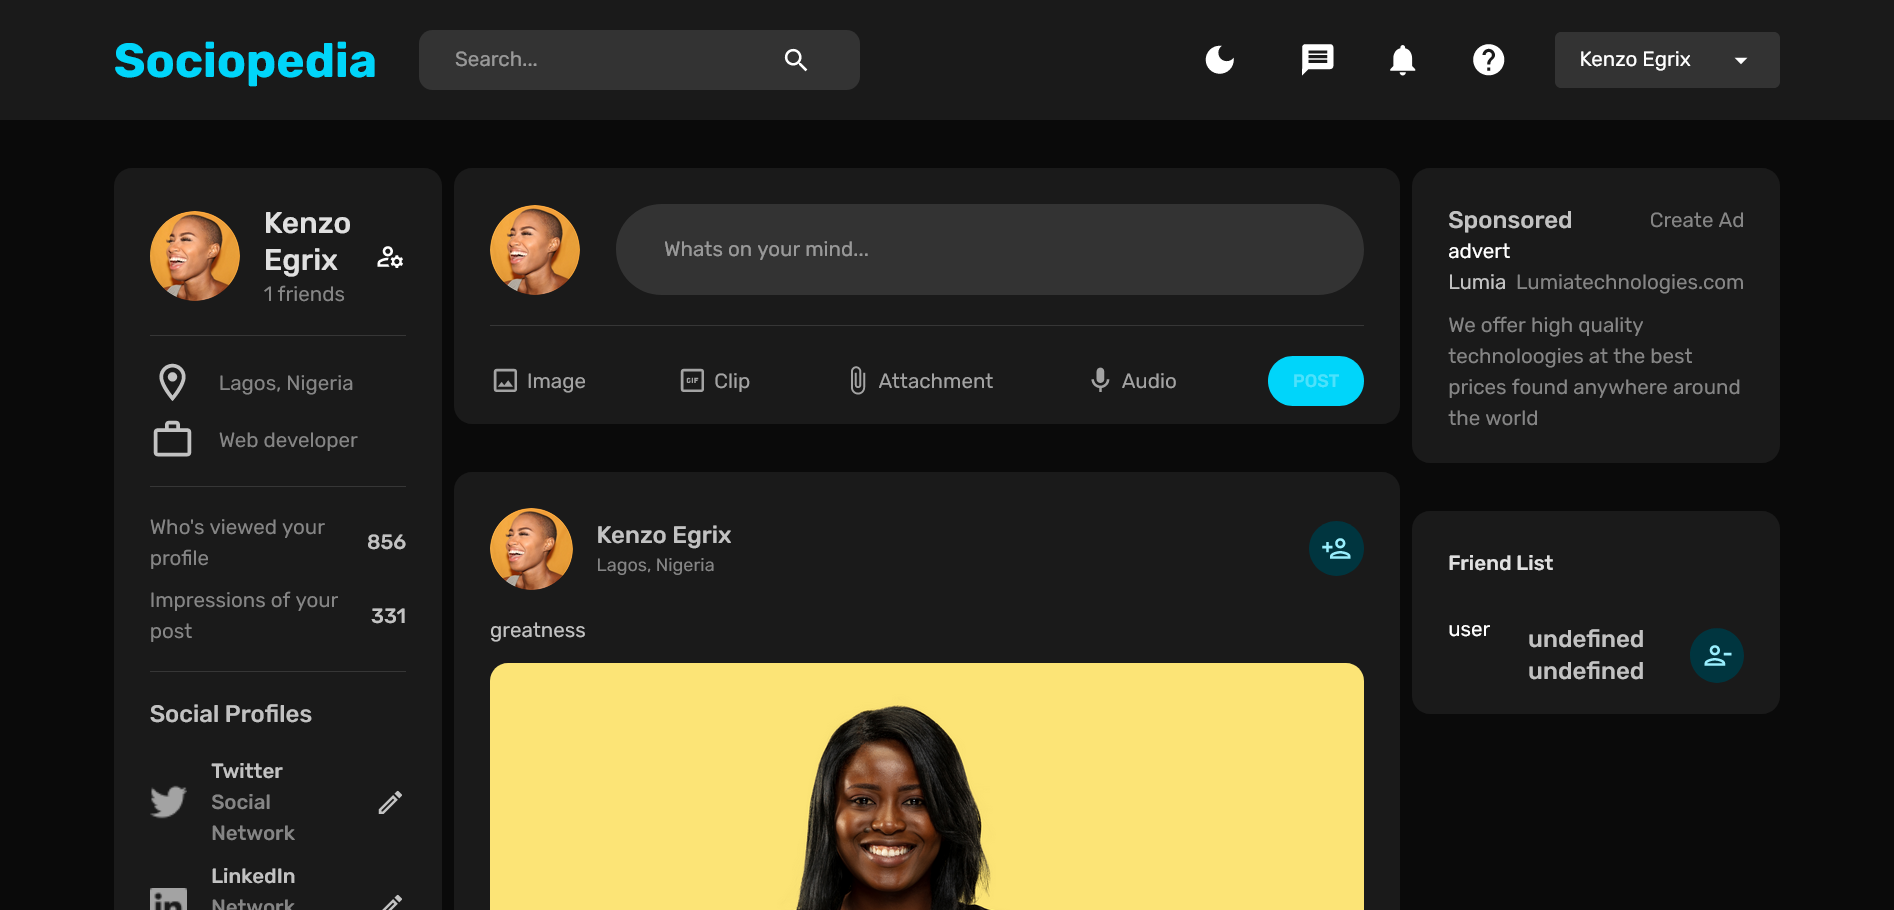 Sociopedia
Search...
Kenzo Egrix
Kenzo
Egrix
1 friends
Lagos, Nigeria
Web developer
Who's viewed your
profile
856
Impressions of your
post
331
Social Profiles
Twitter
Social
Network
LinkedIn
Network
Whats on your mind...
Image
GIF
Clip
Attachment
Audio
POST
Kenzo Egrix
Lagos, Nigeria
greatness
Sponsored
Create Ad
advert
Lumia
Lumiatechnologies.com
We offer high quality
technoloogies at the best
prices found anywhere around
the world
Friend List
user
undefined
undefined